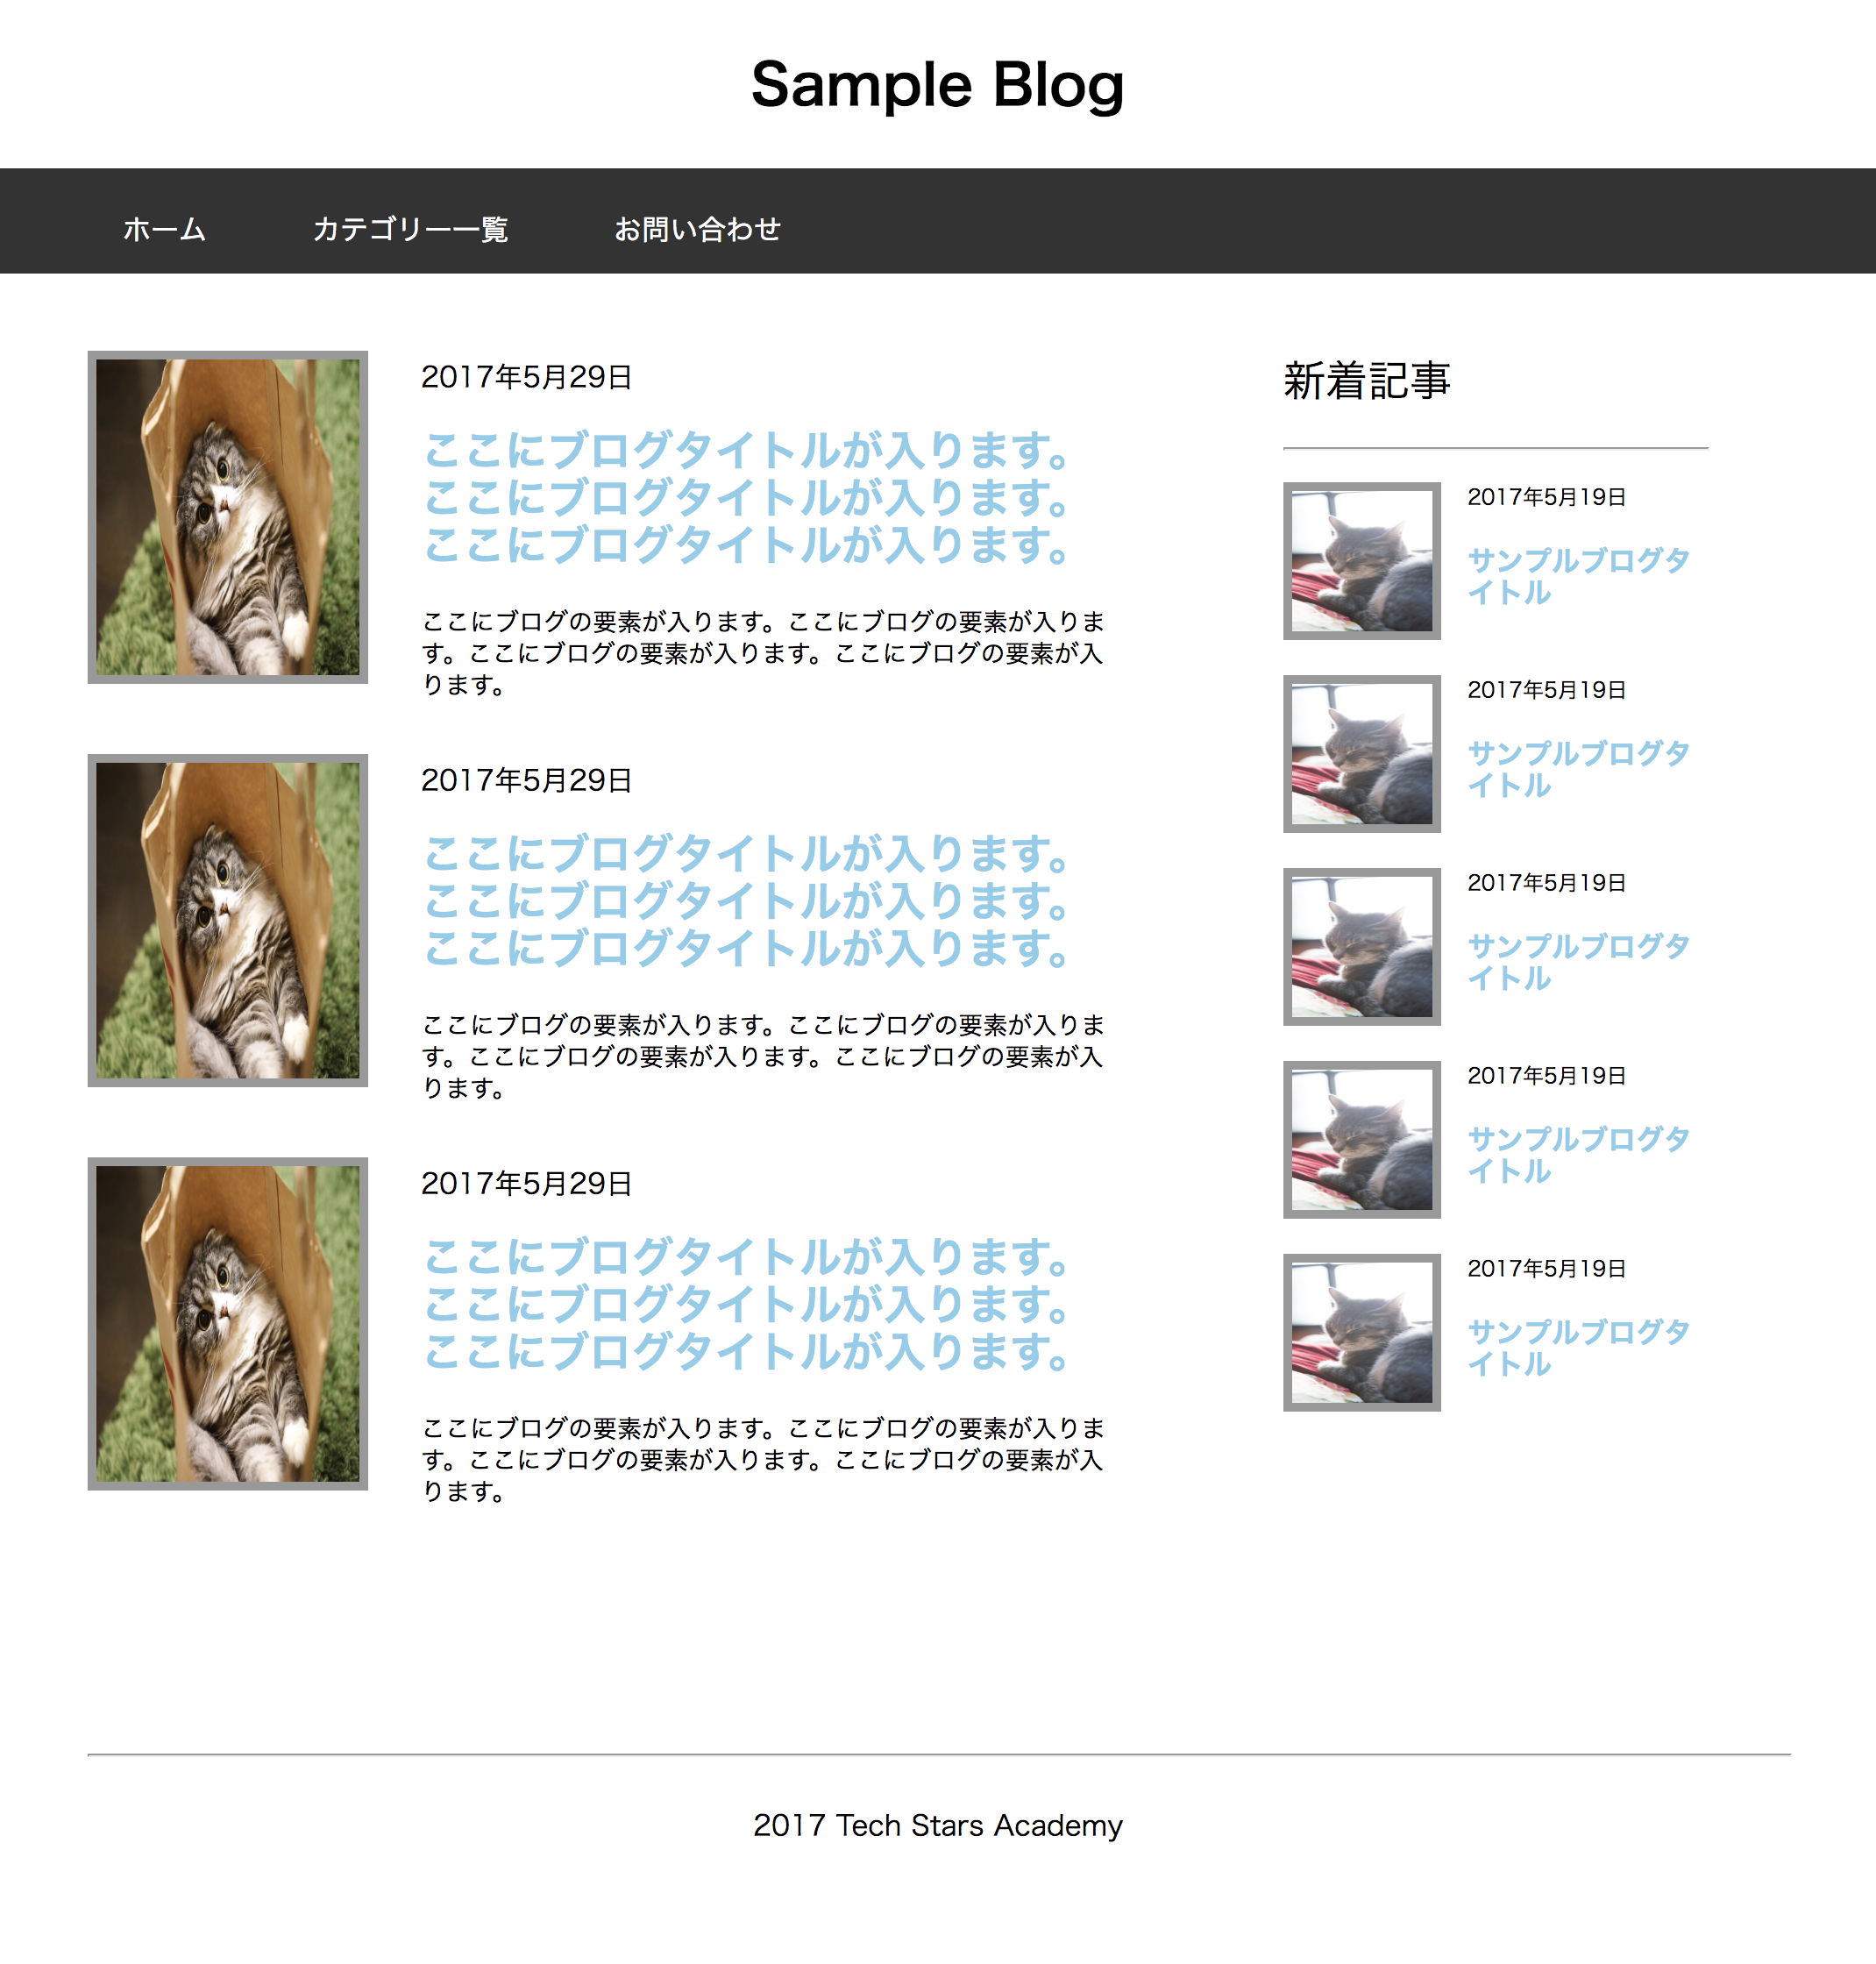 Sample Blog
ホーム
カテゴリー一覧
お問い合わせ
2017年5月29日
ここにブログタイトルが入ります。
ここにブログタイトルが入ります。
ここにブログタイトルが入ります。
ここにブログの要素が入ります。ここにブログの要素が入りま
す。ここにブログの要素が入ります。ここにブログの要素が入
ります。
2017年5月29日
ここにブログタイトルが入ります。
ここにブログタイトルが入ります。
ここにブログタイトルが入ります。
ここにブログの要素が入ります。ここにブログの要素が入りま
す。ここにブログの要素が入ります。ここにブログの要素が入
ります。
2017年5月29日
ここにブログタイトルが入ります。
ここにブログタイトルが入ります。
ここにブログタイトルが入ります。
ここにブログの要素が入ります。ここにブログの要素が入りま
す。ここにブログの要素が入ります。ここにブログの要素が入
ります。
新着記事
2017年5月19日
サンプルブログタ
イトル
2017年5月19日
サンプルブログタ
イトル
2017年5月19日
サンプルブログタ
イトル
2017年5月19日
サンプルブログタ
イトル
2017年5月19日
サンプルブログタ
イトル
2017 Tech Stars Academy